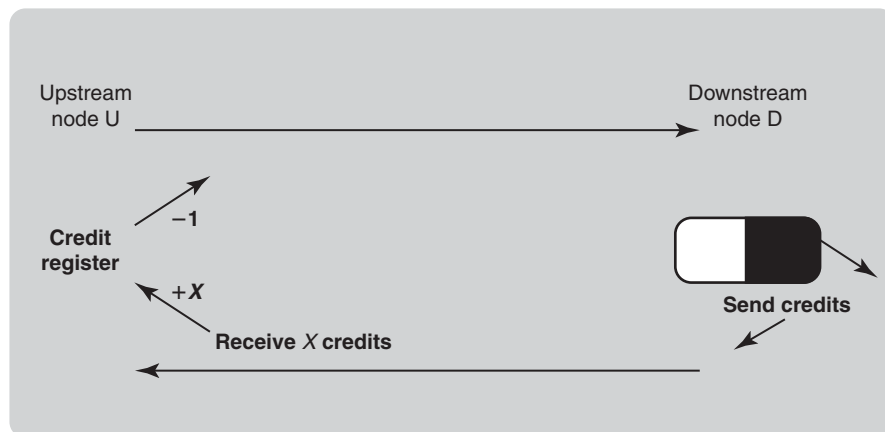 Upstream
node U
Downstream
node D
−1
Credit
register
+X
Send credits
Receive X credits